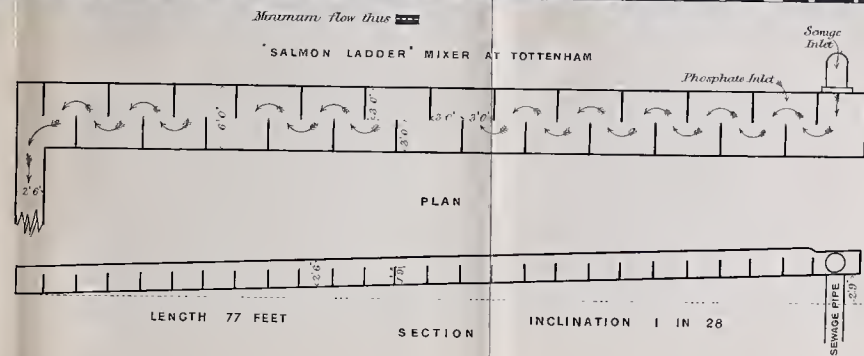 Minimum flow thus
"SALMON LADDER" MIXER AT TOTTENHAM
Sewage
Inlet
Phosphate Inlet
6'.0"
3'.0"
3'.0"
3'.0"
3'.0"
2'6"
PLAN
2'.6"
2'.9"
LENGTH 77 FEET
INCLINATION 1 IN 28
SECTION
SEWAGE PIPE